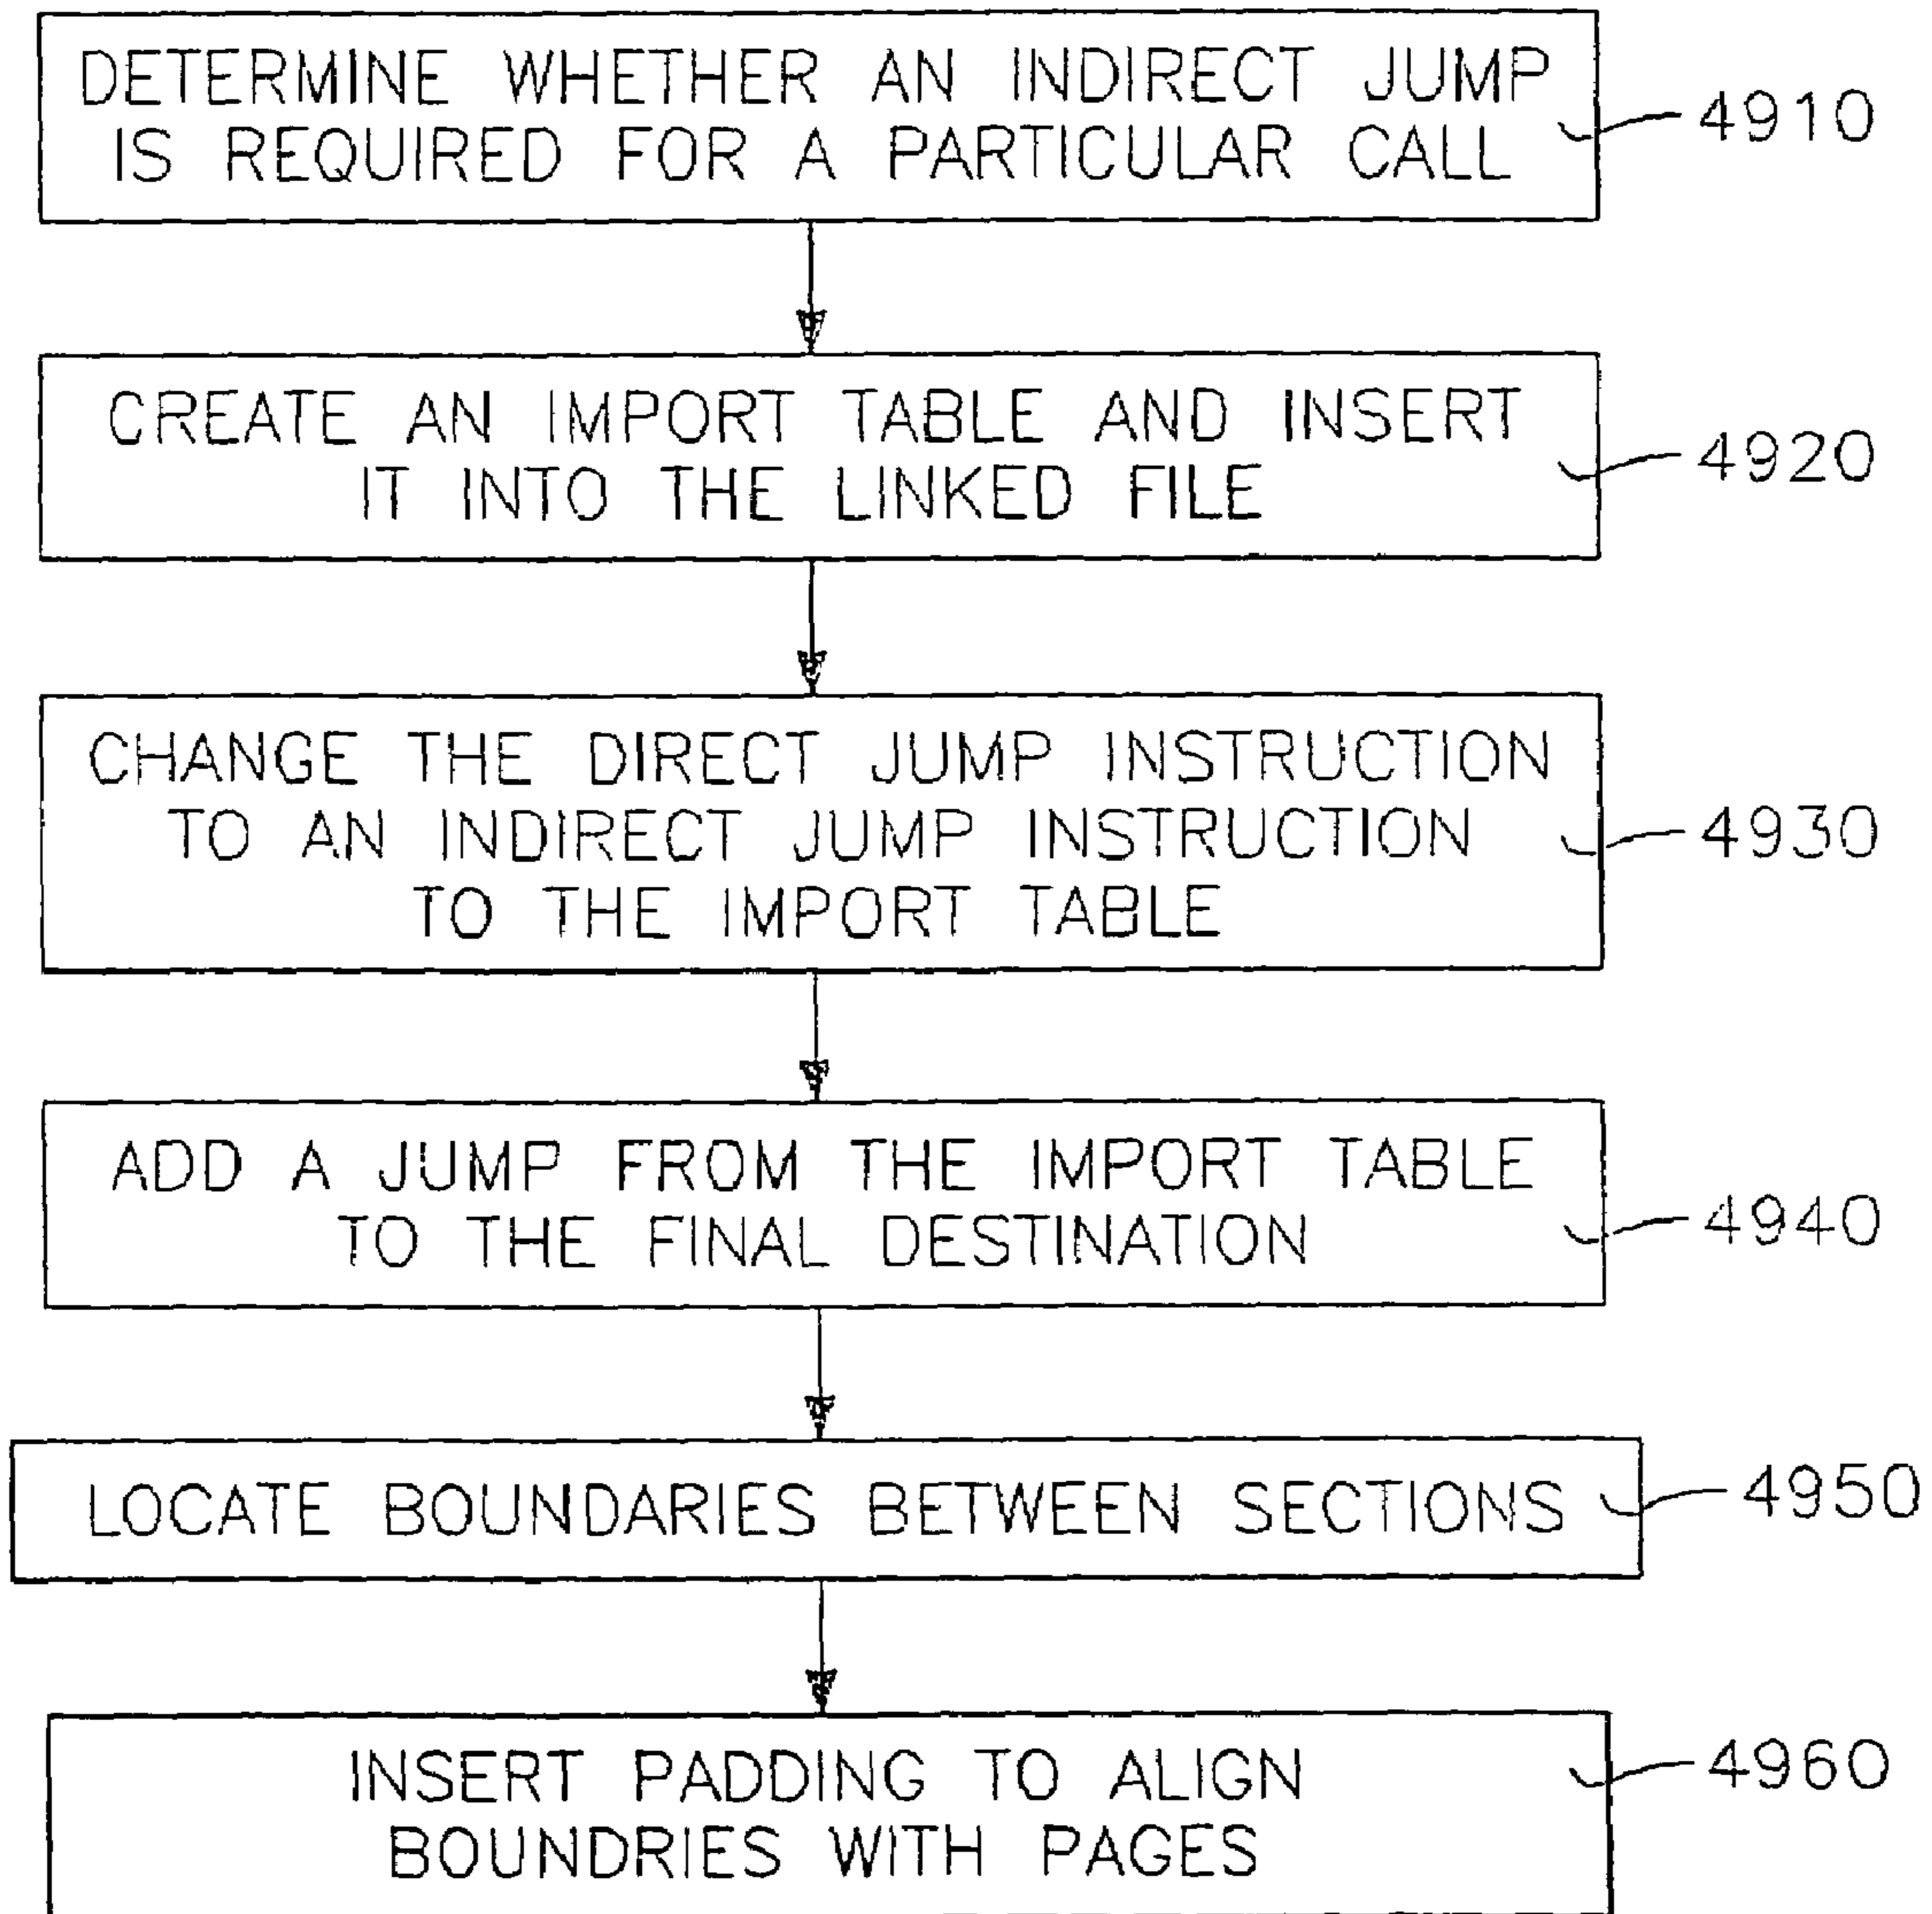 DETERMINE WHETHER AN INDIRECT JUMP
IS REQUIRED FOR A PARTICULAR CALL
4910
CREATE AN IMPORT TABLE AND INSERT
IT INTO THE LINKED FILE
4920
CHANGE THE DIRECT JUMP INSTRUCTION
TO AN INDIRECT JUMP INSTRUCTION
TO THE IMPORT TABLE
4930
ADD A JUMP FROM THE IMPORT TABLE
TO THE FINAL DESTINATION
4940
LOCATE BOUNDARIES BETWEEN SECTIONS
4950
INSERT PADDING TO ALIGN
BOUNDRIES WITH PAGES
4960